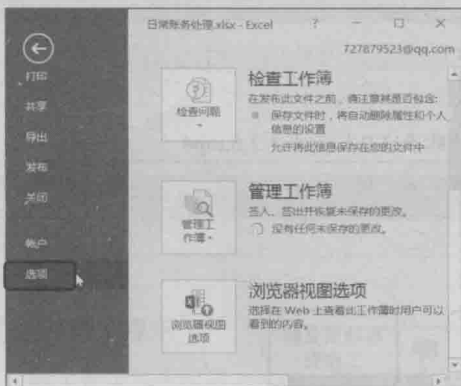 日常账务处理.xlsx - Excel
?
727879523@qq.com
打印
共享
导出
发布
关闭
帐户
选项
检查问题
检查工作簿
在发布此文件之前，请注意其是否包含:
保存文件时，将自动删除属性和个人
信息的设置
允许将此信息保存在您的文件中
管理工
作簿
管理工作簿
签入、签出并恢复未保存的更改。
没有任何未保存的更改。
浏览器视图
选项
浏览器视图选项
选择在 Web 上查看此工作簿时用户可以
看到的内容。